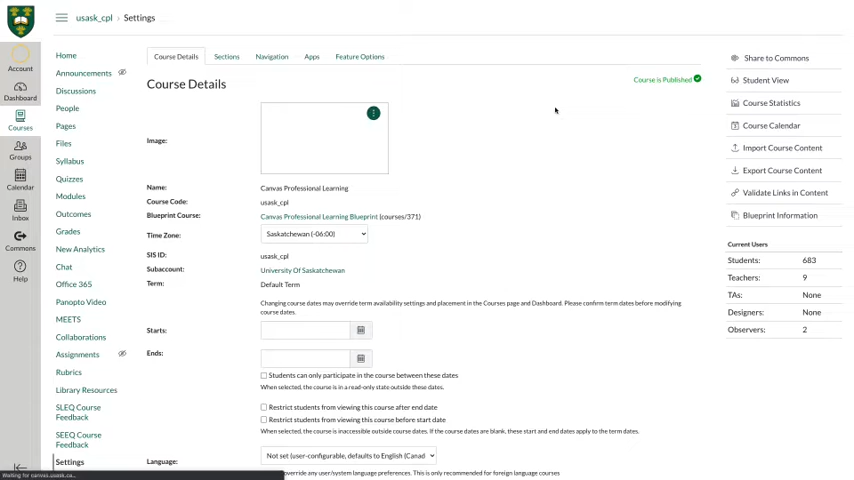 usask_cpl › Settings
Account
Dashboard
Courses
Groups
Calendar
Inbox
Commons
Help
Home
Announcements
Discussions
People
Pages
Files
Syllabus
Quizzes
Modules
Outcomes
Grades
New Analytics
Chat
Office 365
Panopto Video
MEETS
Collaborations
Assignments
Rubrics
Library Resources
SLEQ Course
Feedback
SEEQ Course
Feedback
Settings
Course Details Sections Navigation Apps Feature Options
Course Details
Course is Published
Image:
Name: Canvas Professional Learning
Course Code: usask_cpl
Blueprint Course: Canvas Professional Learning Blueprint (courses/371)
Time Zone: Saskatchewan (-06:00)
SIS ID: usask_cpl
Subaccount: University Of Saskatchewan
Term: Default Term
Changing course dates may override term availability settings and placement in the Courses page and Dashboard. Please confirm term dates before modifying
course dates.
Starts:
Ends:
Students can only participate in the course between these dates
When selected, the course is in a read-only state outside these dates.
Restrict students from viewing this course after end date
Restrict students from viewing this course before start date
When selected, the course is inaccessible outside course dates. If the course dates are blank, these start and end dates apply to the term dates.
Language: Not set (user-configurable, defaults to English (Canad
override any user/system language preferences. This is only recommended for foreign language courses
Share to Commons
Student View
Course Statistics
Course Calendar
Import Course Content
Export Course Content
Validate Links in Content
Blueprint Information
Current Users
Students: 683
Teachers: 9
TAs: None
Designers: None
Observers: 2
Waiting for canvas.usask.ca...